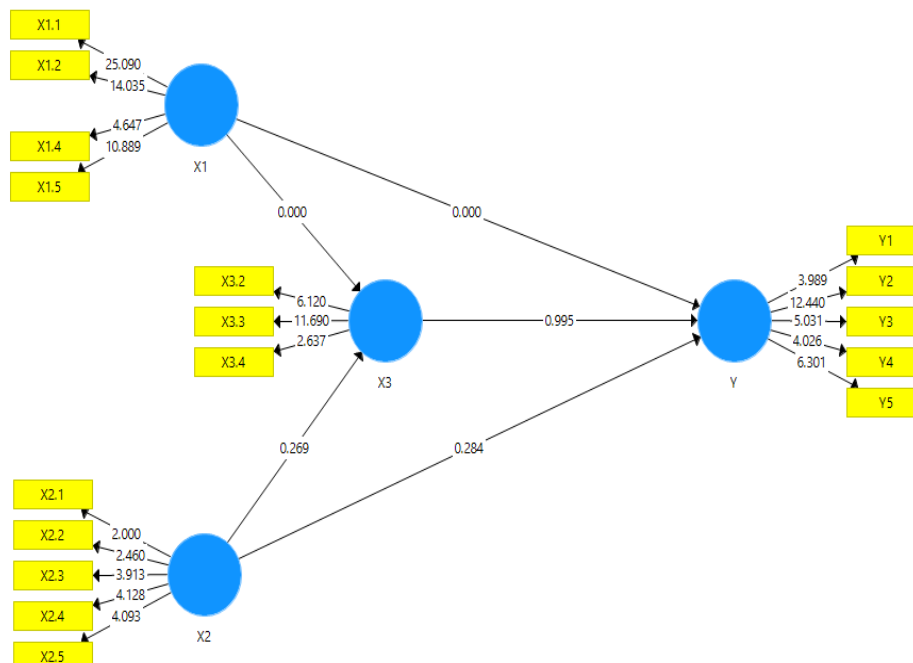 X1.1
X1.2
X1.4
X1.5
25.090
14.035
4.647
10.889
X1
0.000
0.000
X3.2
X3.3
X3.4
6.120
11.690
2.637
X3
0.995
Y1
Y2
Y3
Y4
Y5
3.989
12.440
5.031
4.026
6.301
Y
0.269
0.284
X2.1
X2.2
X2.3
X2.4
X2.5
2.000
2.460
3.913
4.128
4.093
X2